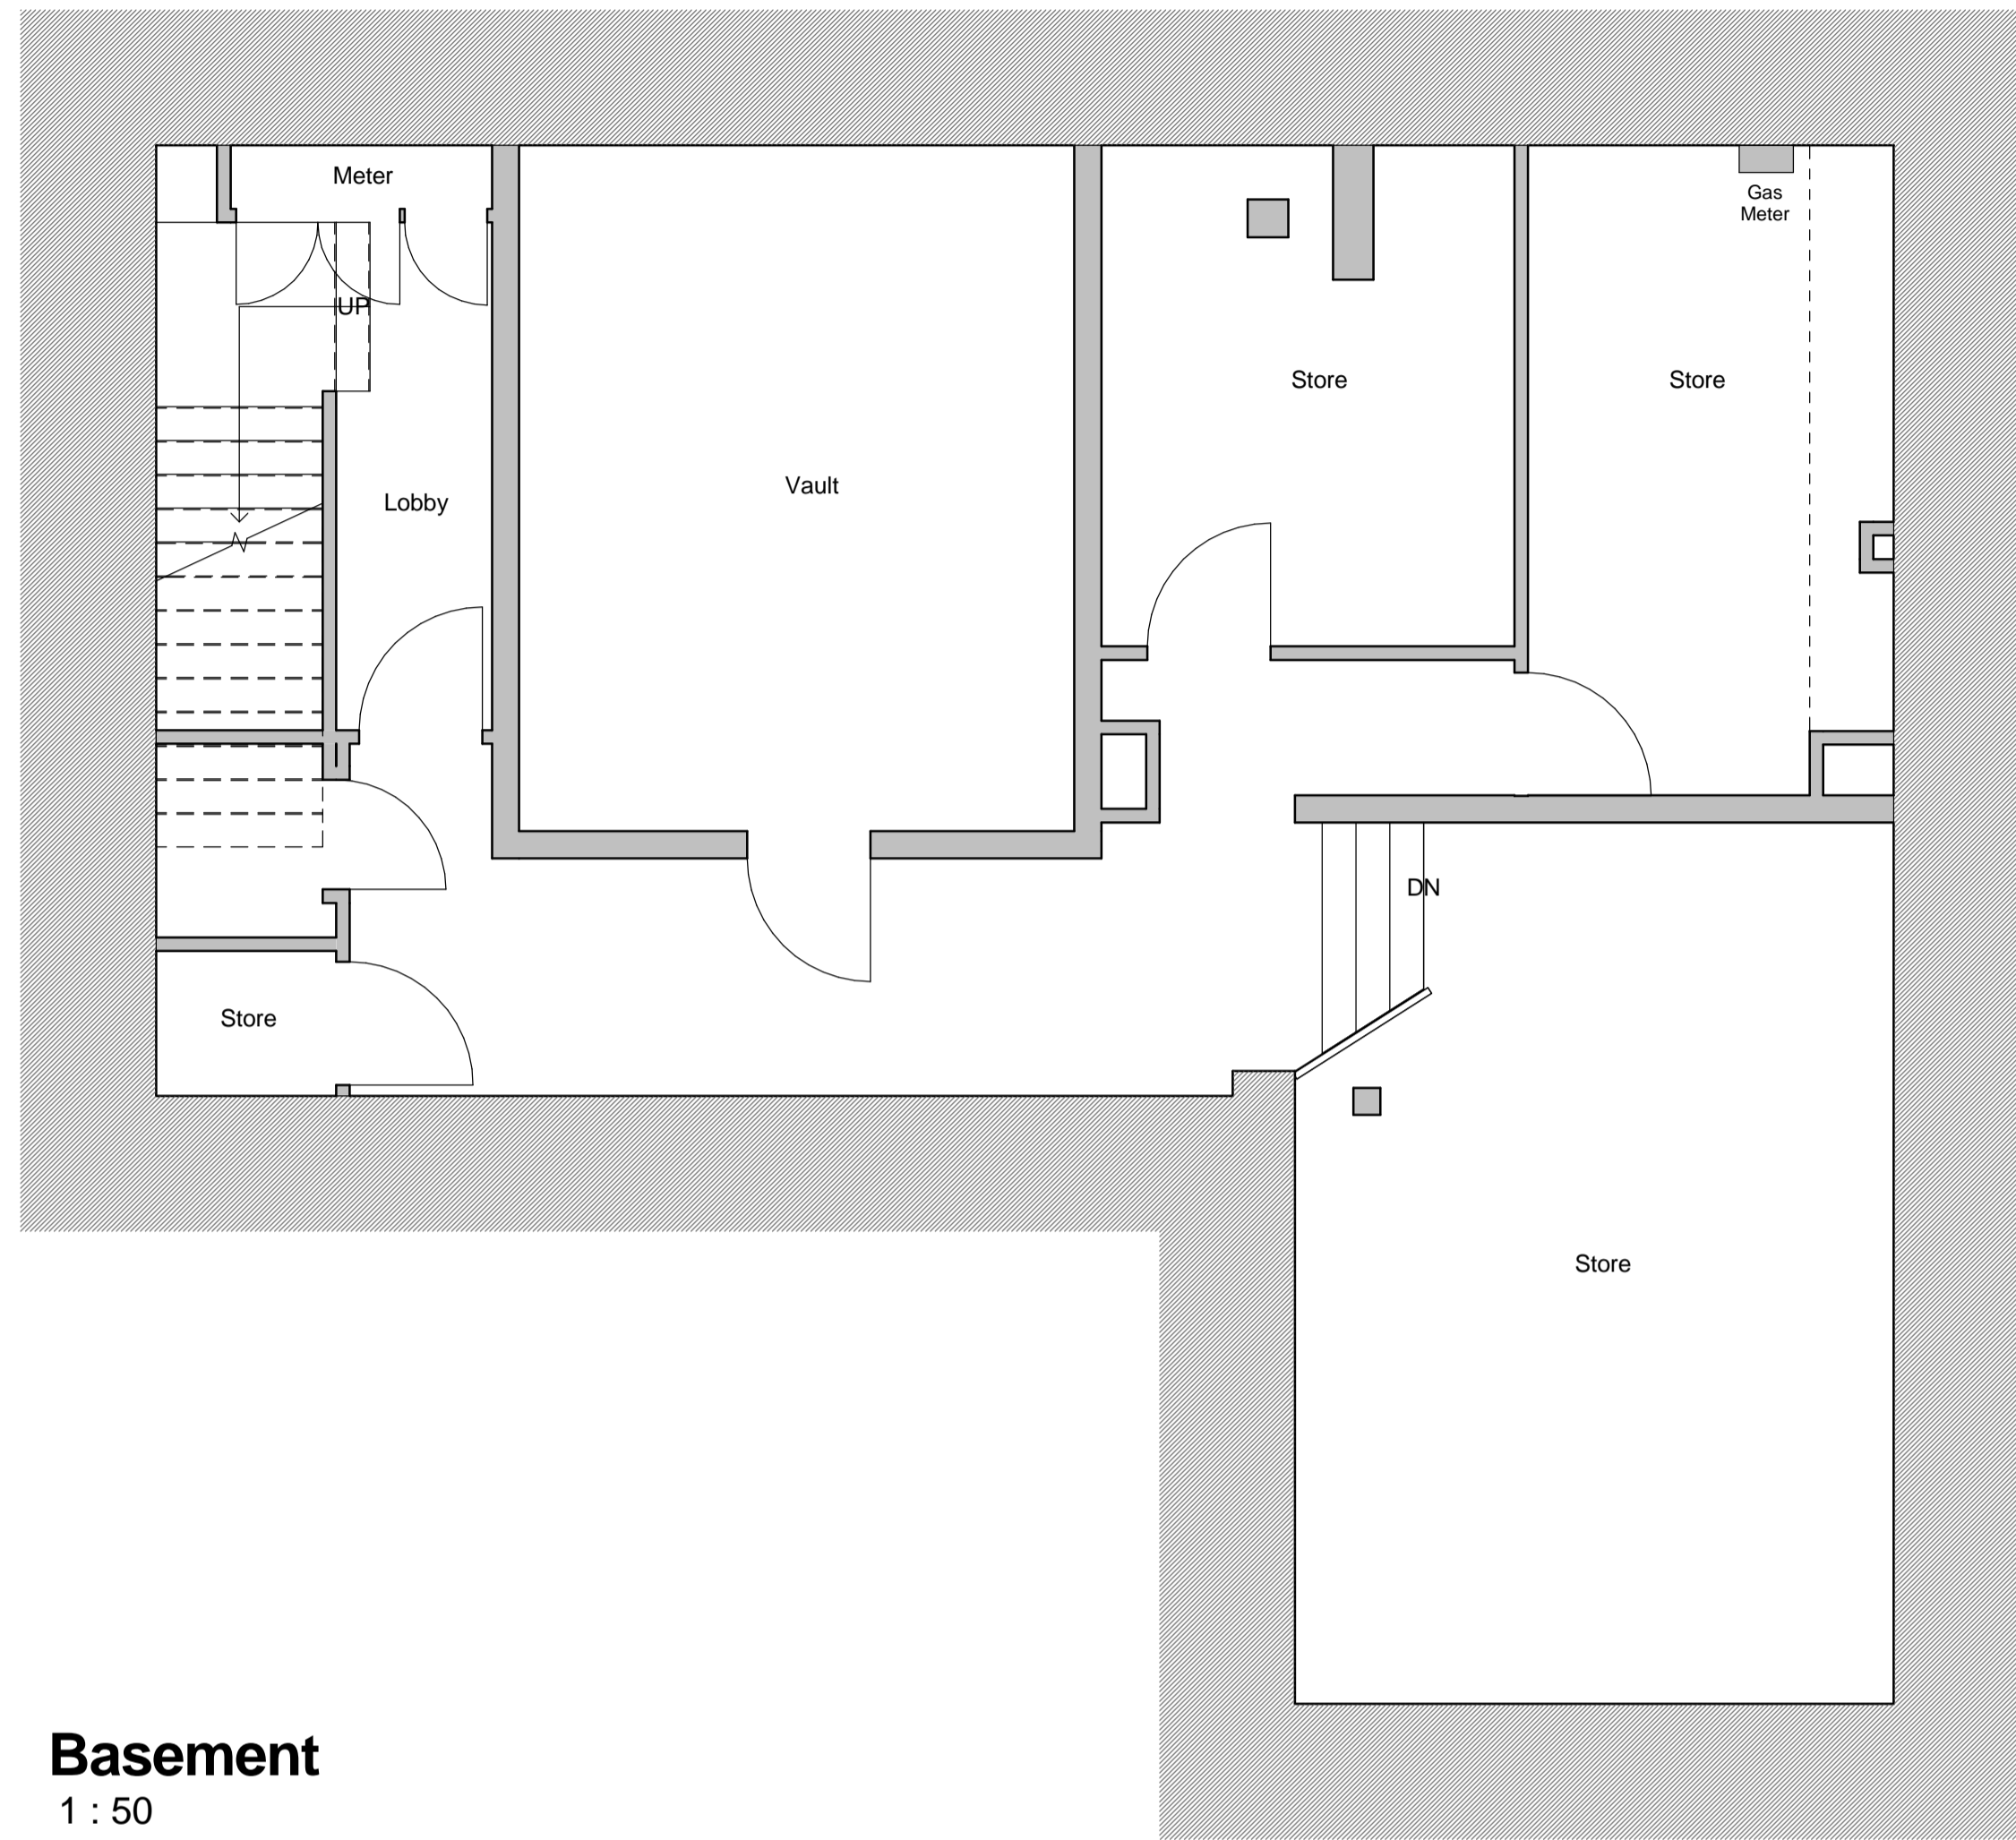 Meter
Gas
Meter
UP
Store
Store
Vault
Lobby
DN
Store
Store
Basement
1 : 50